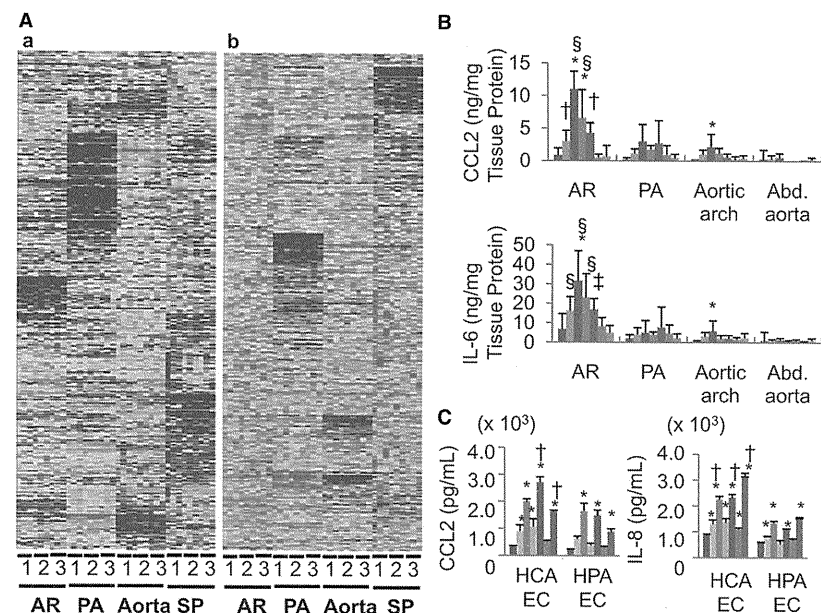 A
a
b
1 2 3 1 2 3 1 2 3 1 2 3
AR PA Aorta SP
1 2 3 1 2 3 1 2 3 1 2 3
AR PA Aorta SP
B
CCL2 (ng/mg
Tissue Protein)
15
10
5
0
† § * § * †
AR
PA
Aortic
arch
Abd.
aorta
*
IL-6 (ng/mg
Tissue Protein)
50
40
30
20
10
0
§ § * § ‡
*
AR
PA
Aortic
arch
Abd.
aorta
C
(x 10³)
CCL2 (pg/mL)
4.0
3.0
2.0
1.0
0
* * * † * † *
* * *
HCA
EC
HPA
EC
(x 10³)
IL-8 (pg/mL)
4.0
3.0
2.0
1.0
0
* † * * † * † *
* * * *
HCA
EC
HPA
EC